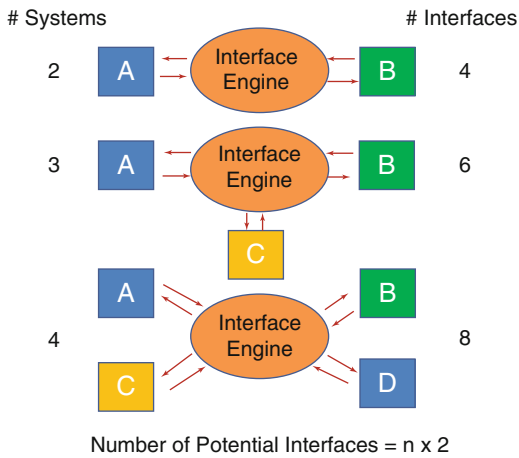 # Systems # Interfaces
2 A Interface Engine B 4
3 A Interface Engine B 6
C
A B
4 Interface Engine 8
C D
Number of Potential Interfaces = n x 2